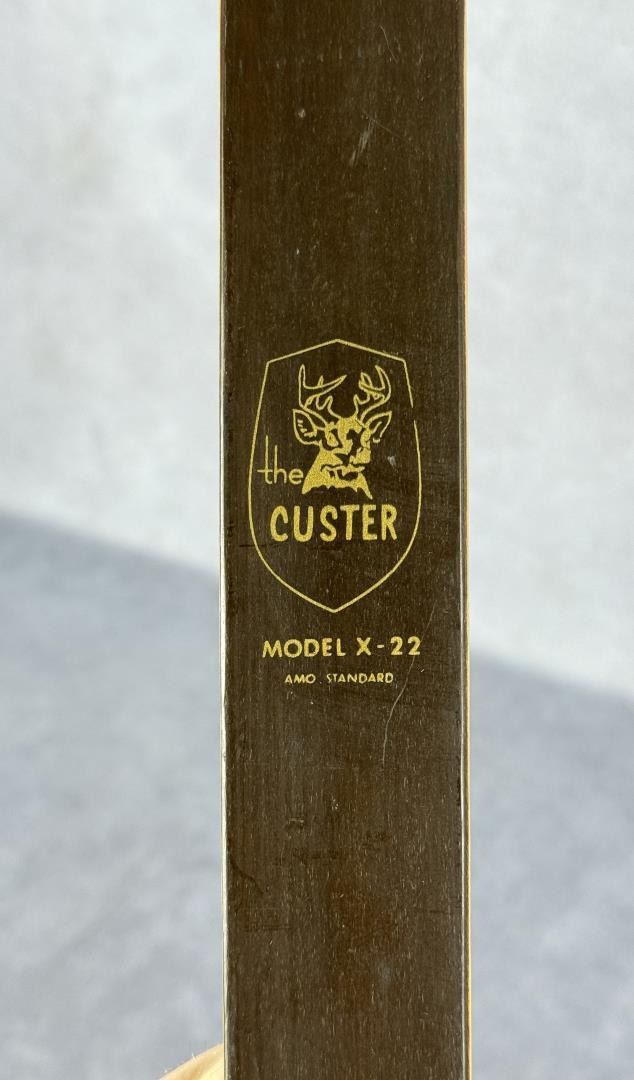 the
CUSTER
MODEL X-22
AMO. STANDARD